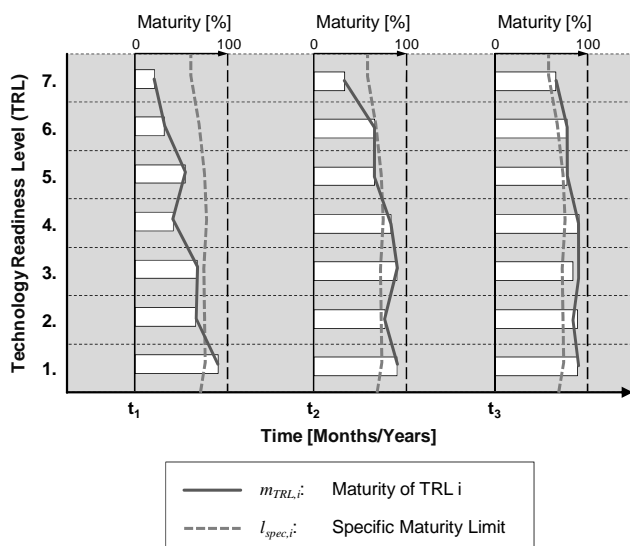 Maturity [%] Maturity [%] Maturity [%]
0 100 0 100 0 100
Technology Readiness Level (TRL)
7.
6.
5.
4.
3.
2.
1.
t1 t2 t3
Time [Months/Years]
mTRL,i: Maturity of TRL i
lspec,i: Specific Maturity Limit